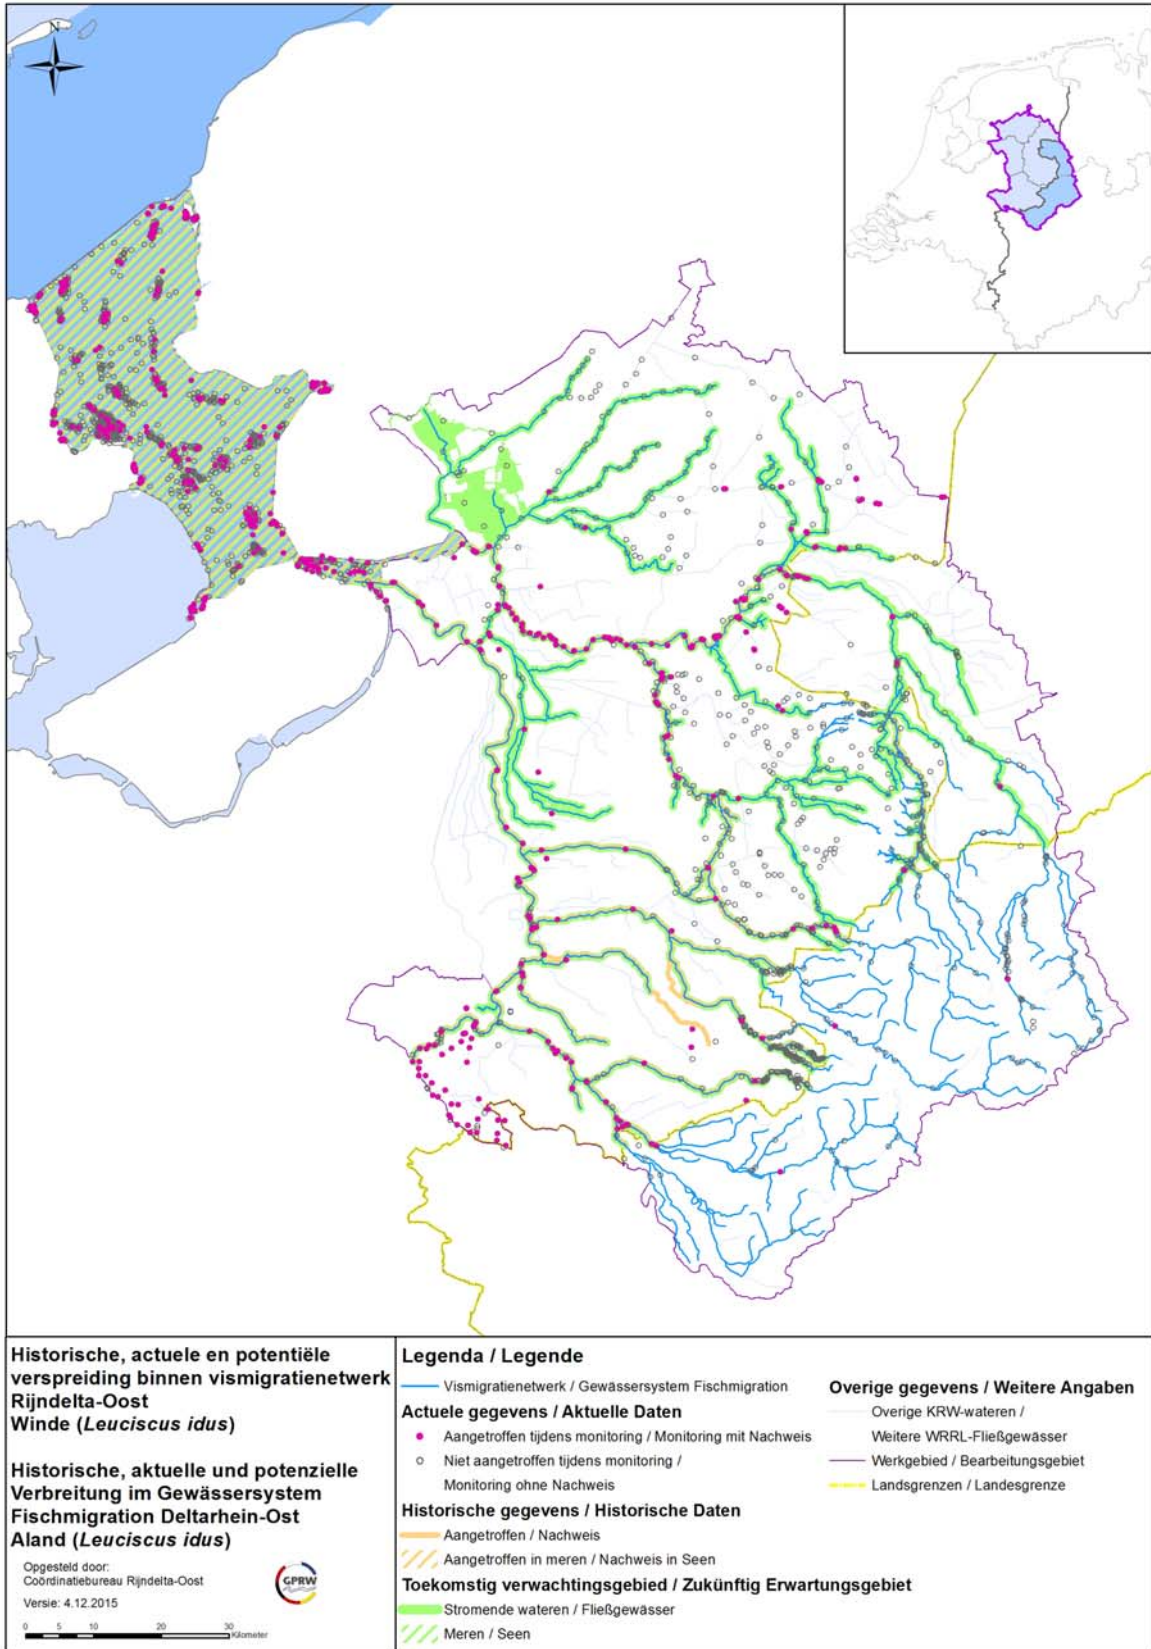 N
Historische, actuele en potentiële
verspreiding binnen vismigratienetwerk
Rijndelta-Oost
Winde (Leuciscus idus)
Historische, aktuelle und potenzielle
Verbreitung im Gewässersystem
Fischmigration Deltarhein-Ost
Aland (Leuciscus idus)
Opgesteld door:
Coördinatiebureau Rijndelta-Oost
Versie: 4.12.2015
GPRW
0 5 10 20 30
Kilometer
Legenda / Legende
Vismigratienetwerk / Gewässersystem Fischmigration
Actuele gegevens / Aktuelle Daten
Aangetroffen tijdens monitoring / Monitoring mit Nachweis
Niet aangetroffen tijdens monitoring /
Monitoring ohne Nachweis
Historische gegevens / Historische Daten
Aangetroffen / Nachweis
Aangetroffen in meren / Nachweis in Seen
Toekomstig verwachtingsgebied / Zukünftig Erwartungsgebiet
Stromende wateren / Fließgewässer
Meren / Seen
Overige gegevens / Weitere Angaben
Overige KRW-wateren /
Weitere WRRL-Fließgewässer
Werkgebied / Bearbeitungsgebiet
Landsgrenzen / Landesgrenze